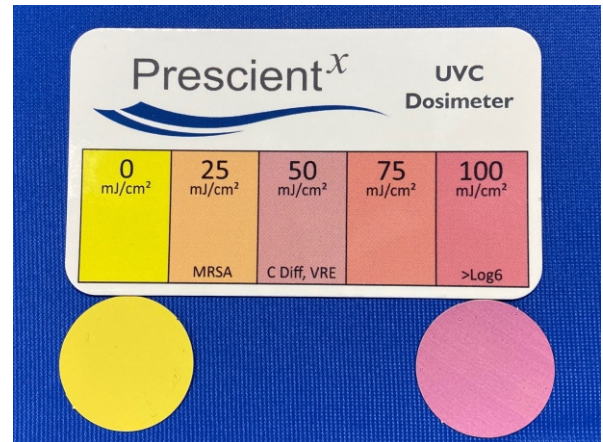 Prescient^x
UVC
Dosimeter
0
mJ/cm²
25
mJ/cm²
MRSA
50
mJ/cm²
C Diff, VRE
75
mJ/cm²
100
mJ/cm²
>Log6